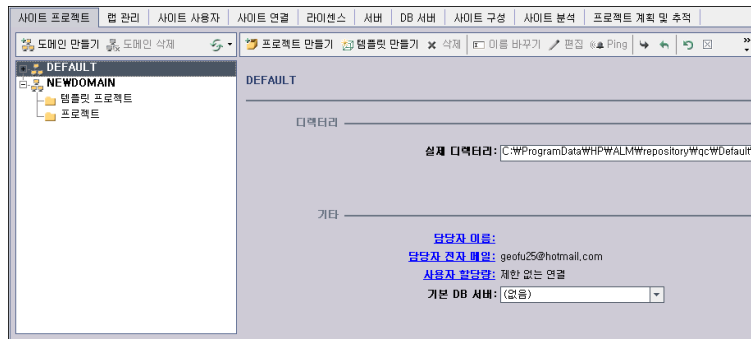 사이트 프로젝트 랩 관리 사이트 사용자 사이트 연결 라이센스 서버 DB 서버 사이트 구성 사이트 분석 프로젝트 계획 및 추적
도메인 만들기 도메인 삭제 프로젝트 만들기 템플릿 만들기 삭제 이름 바꾸기 편집 Ping
DEFAULT
NEWDOMAIN
템플릿 프로젝트
프로젝트
DEFAULT
디렉터리
실제 디렉터리: C:₩ProgramData₩HP₩ALM₩repository₩qc₩Default₩
기타
담당자 이름:
담당자 전자 메일: geofu25@hotmail.com
사용자 할당량: 제한 없는 연결
기본 DB 서버: (없음)